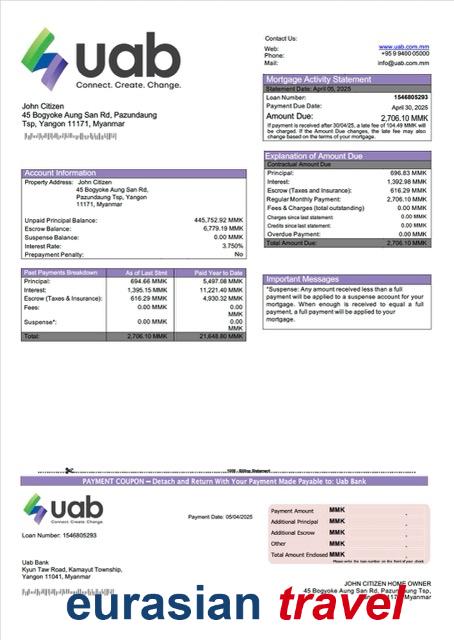 uab
Connect. Create. Change.
Contact Us:
Web: www.uab.com.mm
Phone: +95 9 9400 05000
Mail: info@uab.com.mm
John Citizen
45 Bogyoke Aung San Rd, Pazundaung
Tsp, Yangon 11171, Myanmar
Mortgage Activity Statement
Statement Date: April 05, 2025
Loan Number: 1546805293
Payment Due Date: April 30, 2025
Amount Due: 2,706.10 MMK
If payment is received after 30/04/25, a late fee of 104.49 MMK will
be charged. If the Amount Due changes, the late fee may also
change based on the terms of your mortgage.
Explanation of Amount Due
Contractual Amount Due
Principal: 696.83 MMK
Interest: 1,392.98 MMK
Escrow (Taxes and Insurance): 616.29 MMK
Regular Monthly Payment: 2,706.10 MMK
Fees & Charges (total outstanding) 0.00 MMK
Charges since last statement 0.00 MMK
Credits since last statement 0.00 MMK
Overdue Payment: 0.00 MMK
Total Amount Due: 2,706.10 MMK
Account Information
Property Address: John Citizen
45 Bogyoke Aung San Rd,
Pazundaung Tsp, Yangon
11171, Myanmar
Unpaid Principal Balance: 445,752.92 MMK
Escrow Balance: 6,779.19 MMK
Suspense Balance: 0.00 MMK
Interest Rate: 3.750%
Prepayment Penalty: No
Past Payments Breakdown As of Last Stmt Paid Year to Date
Principal: 694.66 MMK 5,497.08 MMK
Interest: 1,395.15 MMK 11,221.40 MMK
Escrow (Taxes & Insurance): 616.29 MMK 4,930.32 MMK
Fees: 0.00 MMK 0.00
MMK
Suspense*: 0.00 MMK 0.00
MMK
Total: 2,706.10 MMK 21,648.80 MMK
Important Messages
*Suspense: Any amount received less than a full
payment will be applied to a suspense account for your
mortgage. When enough is received to equal a full
payment, a full payment will be applied to your
mortgage.
Billing Statement
PAYMENT COUPON – Detach and Return With Your Payment Made Payable to: Uab Bank
uab
Connect. Create. Change.
Payment Date: 05/04/2025
Loan Number: 1546805293
Payment Amount MMK
Additional Principal MMK
Additional Escrow MMK
Other MMK
Total Amount Enclosed MMK
Please write the loan number on the front of your check.
Uab Bank
Kyun Taw Road, Kamayut Township,
Yangon 11041, Myanmar
JOHN CITIZEN HOME OWNER
45 Bogyoke Aung San Rd, Pazundaung Tsp,
Yangon 11171, Myanmar
eurasian travel